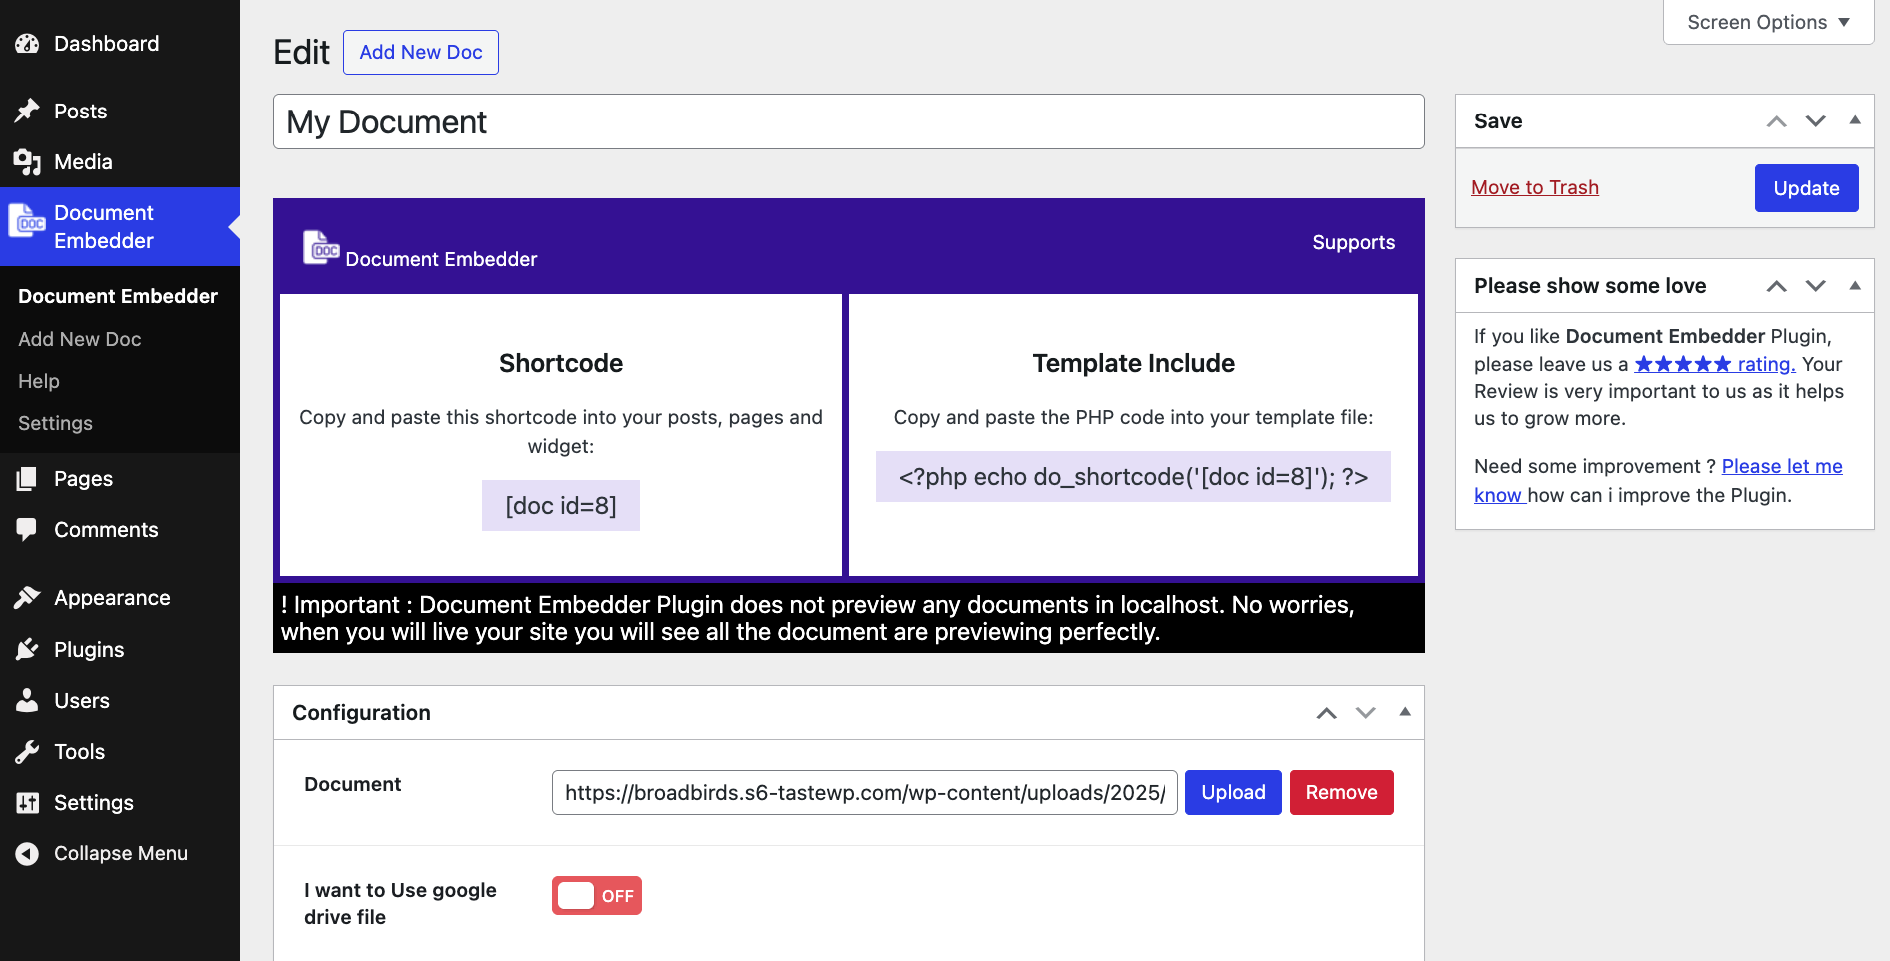 Dashboard
Posts
Media
Document
Embedder
Document Embedder
Add New Doc
Help
Settings
Pages
Comments
Appearance
Plugins
Users
Tools
Settings
Collapse Menu
Screen Options
Edit
Add New Doc
My Document
DOC
Document Embedder
Supports
Shortcode
Copy and paste this shortcode into your posts, pages and
widget:
[doc id=8]
Template Include
Copy and paste the PHP code into your template file:
<?php echo do_shortcode('[doc id=8]'); ?>
! Important : Document Embedder Plugin does not preview any documents in localhost. No worries,
when you will live your site you will see all the document are previewing perfectly.
Configuration
Document
https://broadbirds.s6-tastewp.com/wp-content/uploads/2025/
Upload
Remove
I want to Use google
drive file
OFF
Save
Move to Trash
Update
Please show some love
If you like Document Embedder Plugin,
please leave us a ★★★★★ rating. Your
Review is very important to us as it helps
us to grow more.
Need some improvement ? Please let me
know how can i improve the Plugin.